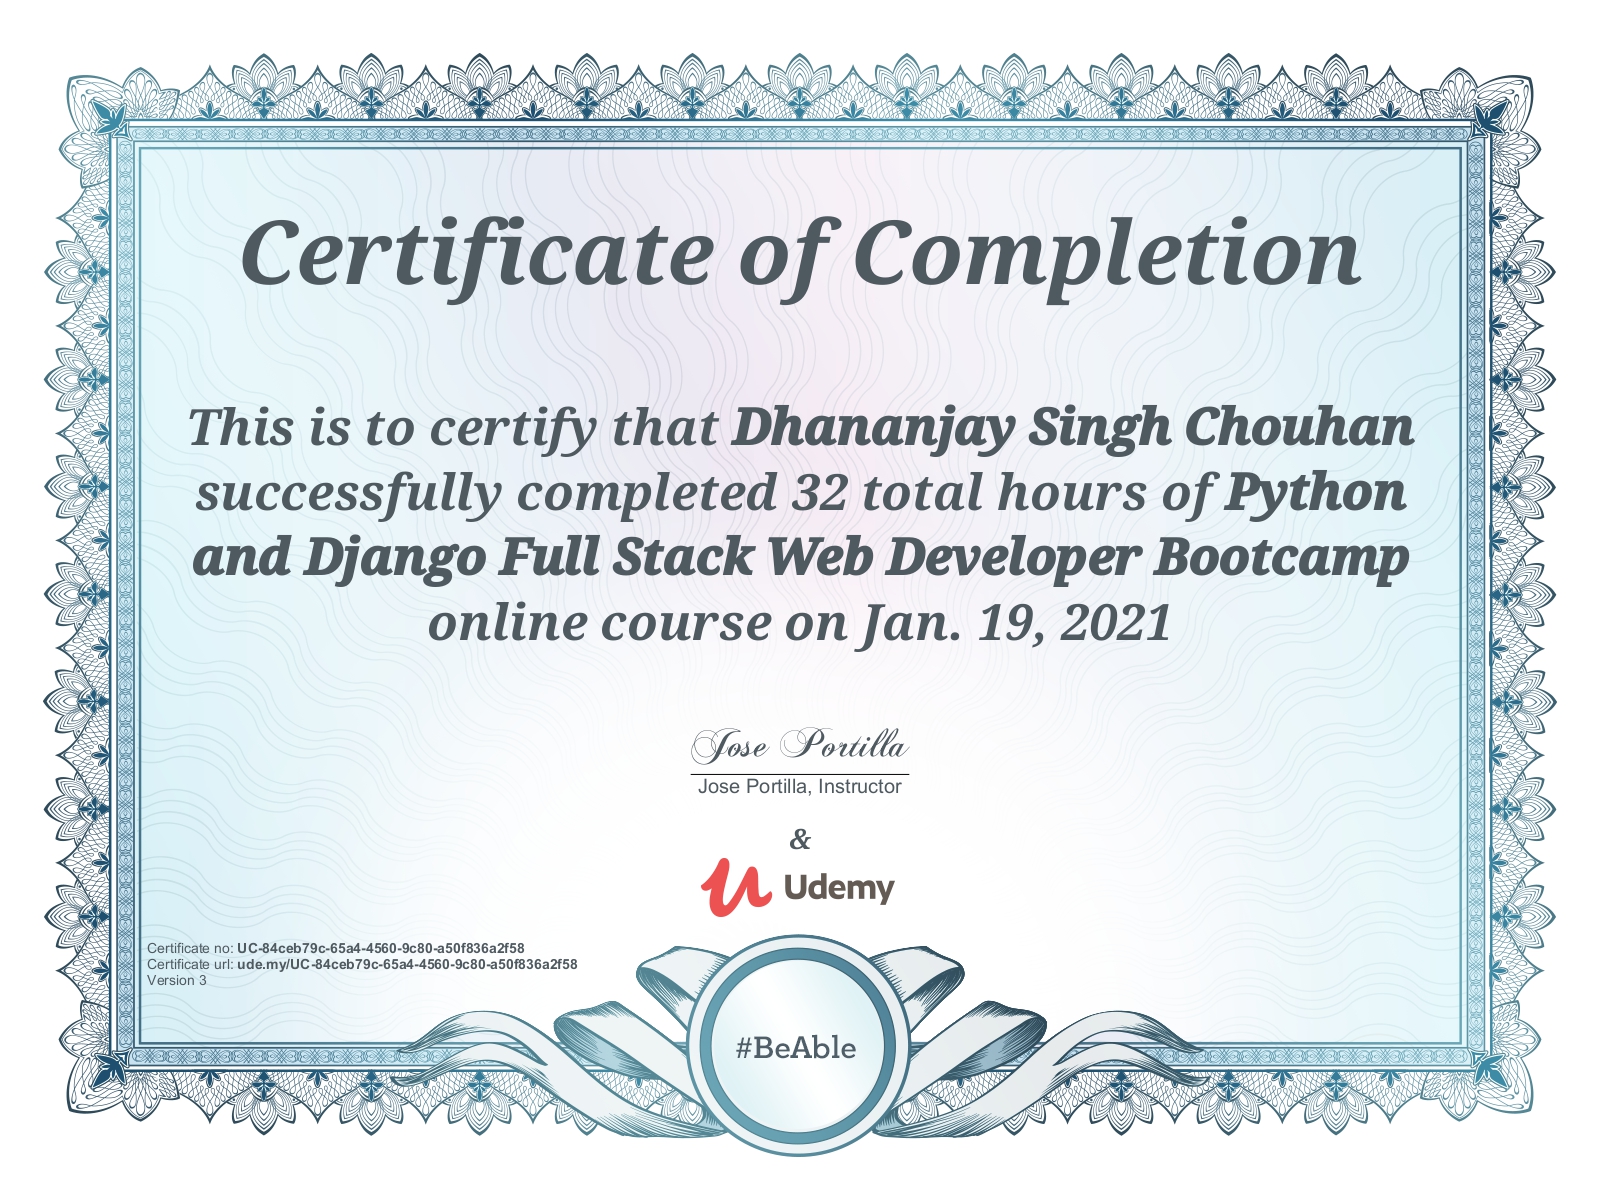 Certificate of Completion
This is to certify that Dhananjay Singh Chouhan
successfully completed 32 total hours of Python
and Django Full Stack Web Developer Bootcamp
online course on Jan. 19, 2021
Jose Portilla
Jose Portilla, Instructor
&
Udemy
Certificate no: UC-84ceb79c-65a4-4560-9c80-a50f836a2f58
Certificate url: ude.my/UC-84ceb79c-65a4-4560-9c80-a50f836a2f58
Version 3
#BeAble